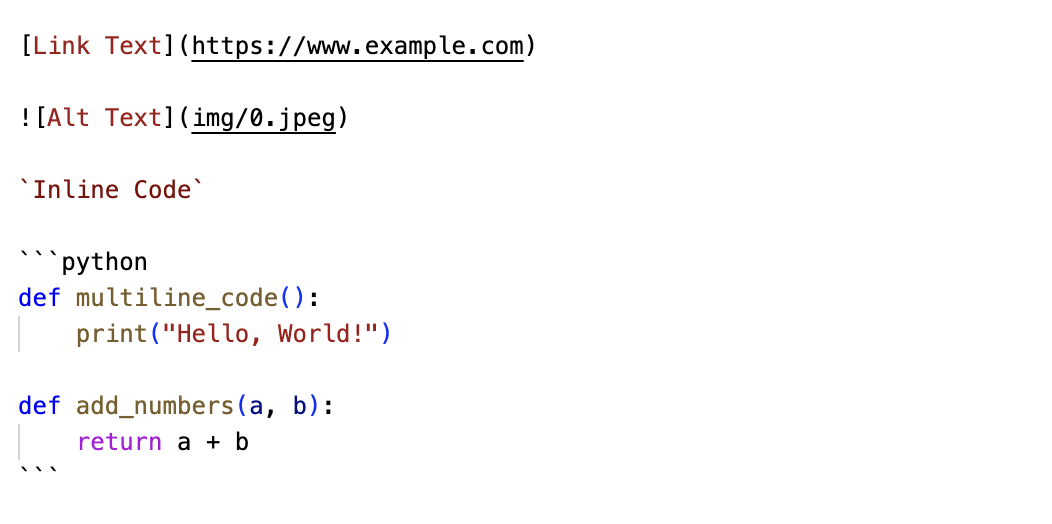 [Link Text](https://www.example.com)

![Alt Text](img/0.jpeg)

`Inline Code`

```python
def multiline_code():
    print("Hello, World!")

def add_numbers(a, b):
    return a + b
```